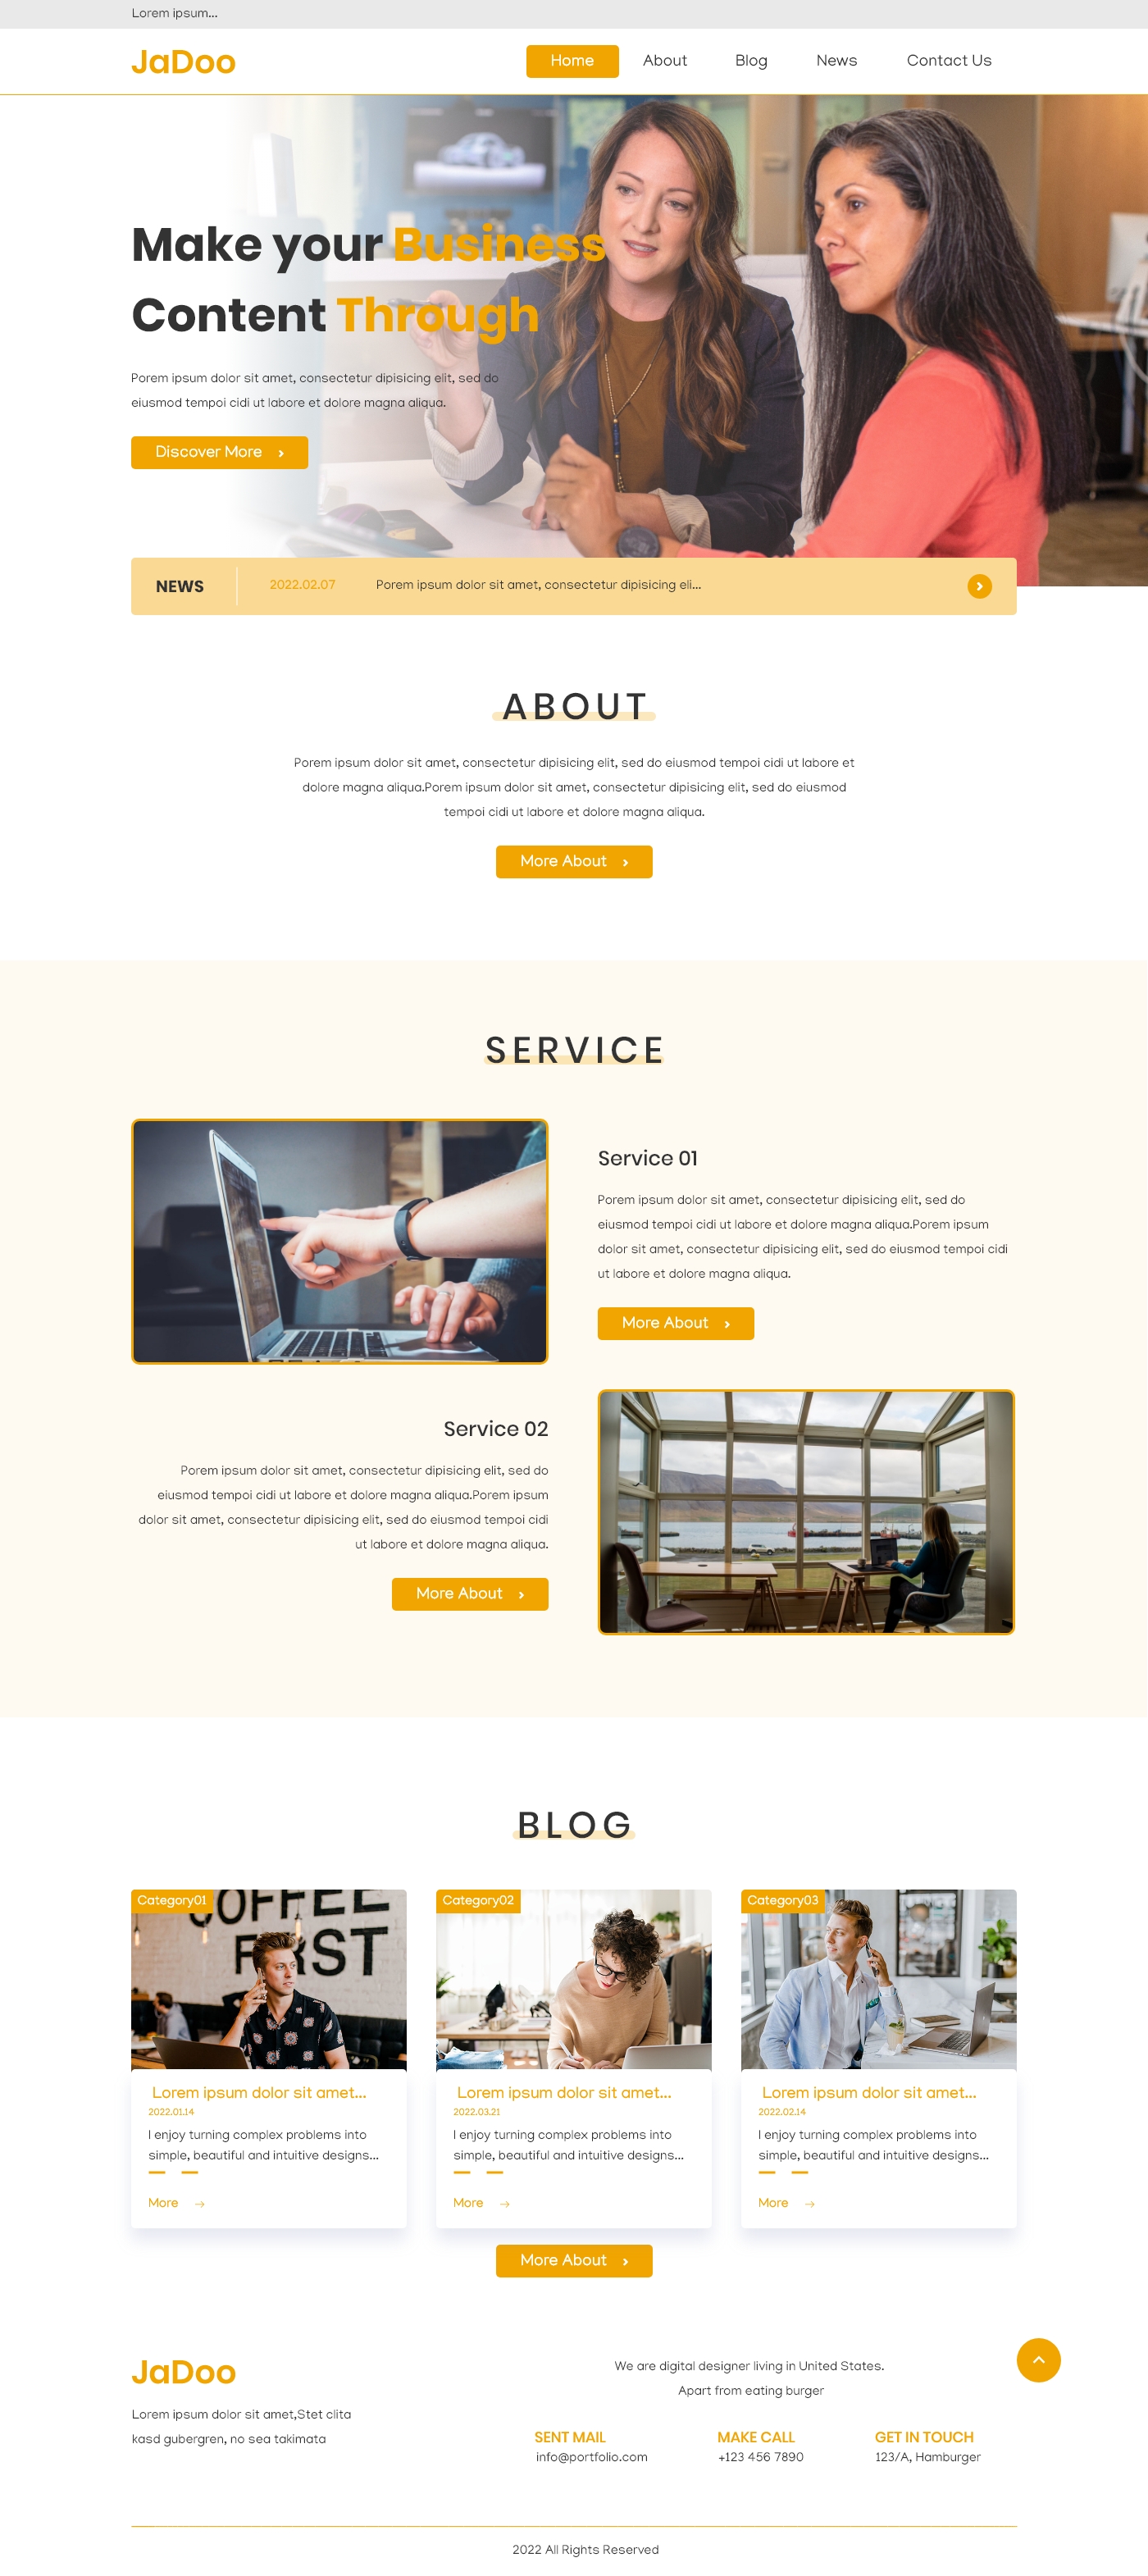 Lorem ipsum...
JaDoo
Home
About
Blog
News
Contact Us
Make your Business
Content Through
Porem ipsum dolor sit amet, consectetur dipisicing elit, sed do
eiusmod tempoi cidi ut labore et dolore magna aliqua.
Discover More
NEWS
2022.02.07
Porem ipsum dolor sit amet, consectetur dipisicing eli...
ABOUT
Porem ipsum dolor sit amet, consectetur dipisicing elit, sed do eiusmod tempoi cidi ut labore et
dolore magna aliqua.Porem ipsum dolor sit amet, consectetur dipisicing elit, sed do eiusmod
tempoi cidi ut labore et dolore magna aliqua.
More About
SERVICE
Service 01
Porem ipsum dolor sit amet, consectetur dipisicing elit, sed do
eiusmod tempoi cidi ut labore et dolore magna aliqua.Porem ipsum
dolor sit amet, consectetur dipisicing elit, sed do eiusmod tempoi cidi
ut labore et dolore magna aliqua.
More About
Service 02
Porem ipsum dolor sit amet, consectetur dipisicing elit, sed do
eiusmod tempoi cidi ut labore et dolore magna aliqua.Porem ipsum
dolor sit amet, consectetur dipisicing elit, sed do eiusmod tempoi cidi
ut labore et dolore magna aliqua.
More About
BLOG
Category01
OFFEE
FIRST
Lorem ipsum dolor sit amet...
2022.01.14
I enjoy turning complex problems into
simple, beautiful and intuitive designs...
More
Category02
Lorem ipsum dolor sit amet...
2022.03.21
I enjoy turning complex problems into
simple, beautiful and intuitive designs...
More
Category03
Lorem ipsum dolor sit amet...
2022.02.14
I enjoy turning complex problems into
simple, beautiful and intuitive designs...
More
More About
JaDoo
Lorem ipsum dolor sit amet,Stet clita
kasd gubergren, no sea takimata
We are digital designer living in United States.
Apart from eating burger
SENT MAIL
info@portfolio.com
MAKE CALL
+123 456 7890
GET IN TOUCH
123/A, Hamburger
2022 All Rights Reserved